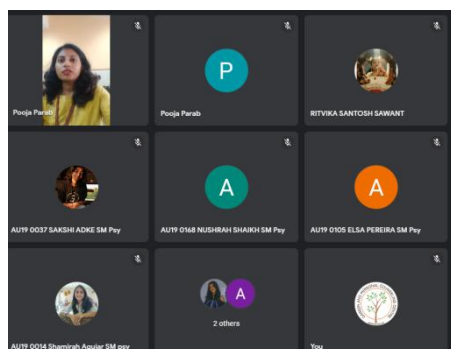 Pooja Parab
P
Pooja Parab
RITVIKA SANTOSH SAWANT
AU19 0037 SAKSHI ADKE SM Psy
A
AU19 0168 NUSHRAH SHAIKH SM Psy
A
AU19 0105 ELSA PEREIRA SM Psy
AU19 0014 Shamirah Aguiar SM psy
A
2 others
You